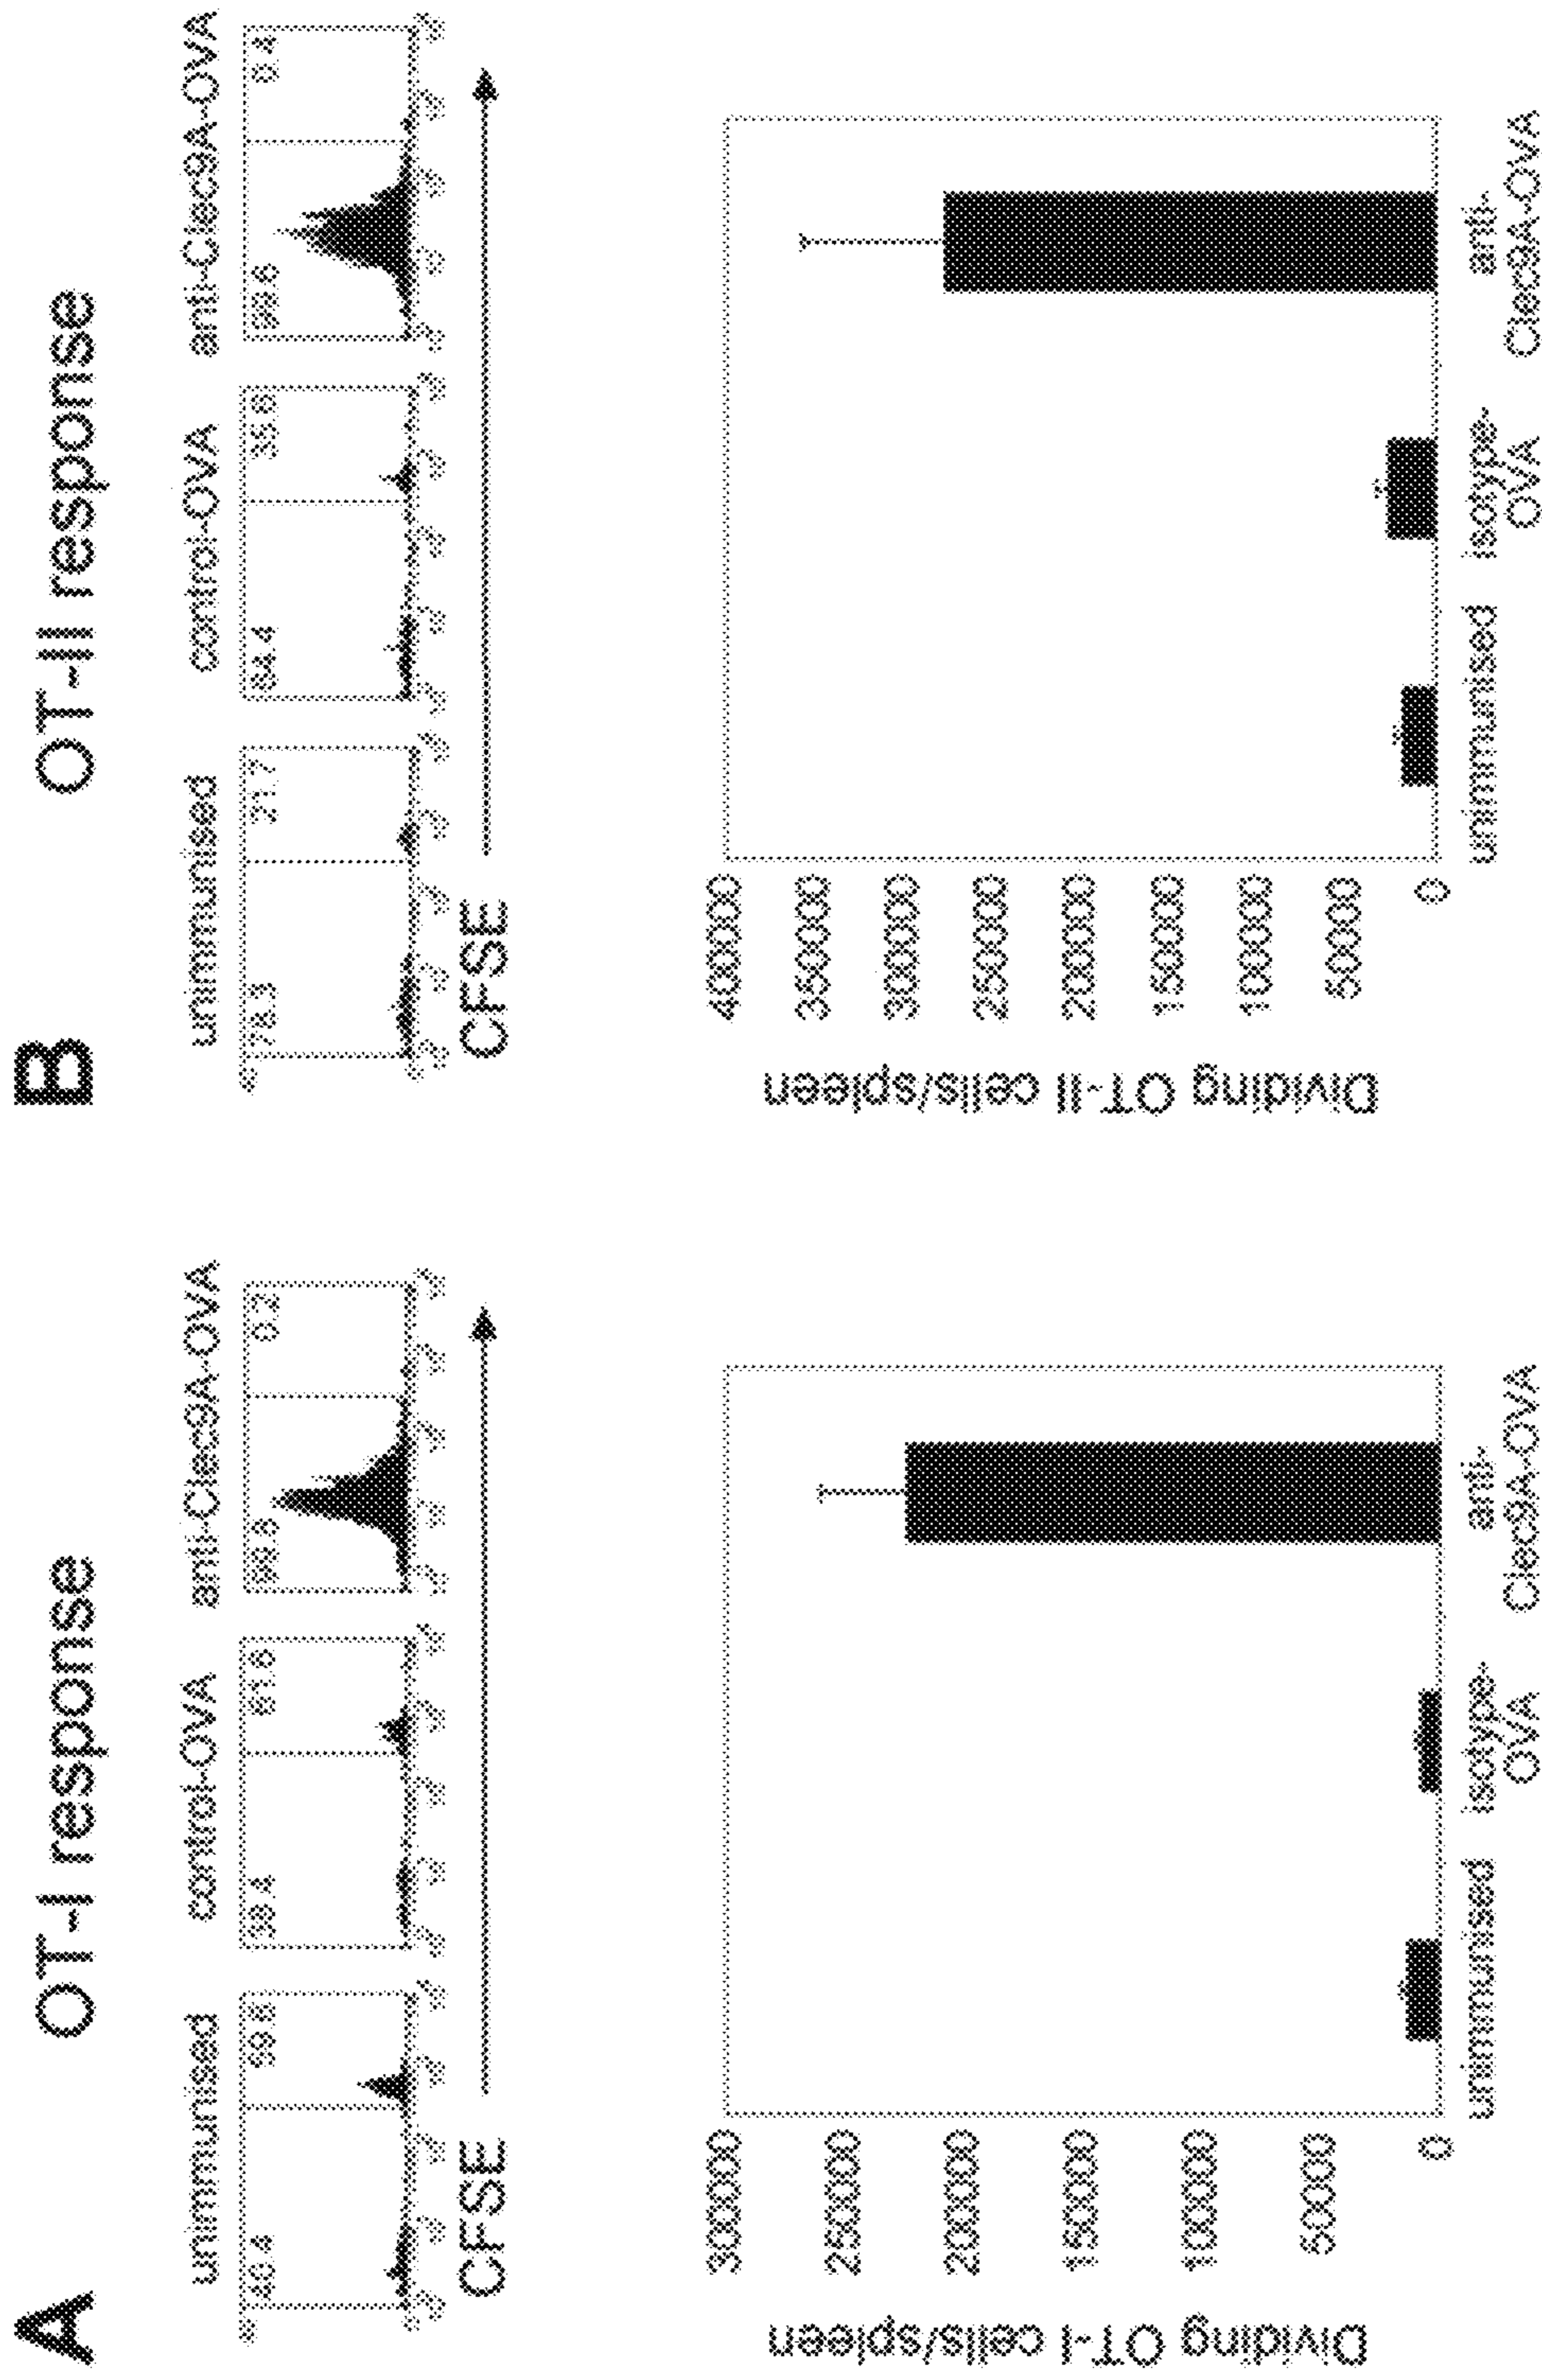 A
OT-I response
unimmunised
control-OVA
anti-Clec9A-OVA
40.4
59.6
38.4
61.6
99.8
0.2
CFSE
300000
250000
200000
150000
100000
50000
0
Dividing OT-I cells/spleen
unimmunised
isotype-
OVA
anti-
Clec9A-OVA
B
OT-II response
unimmunised
control-OVA
anti-Clec9A-OVA
78.3
21.7
35.6
99.6
0.4
CFSE
400000
350000
300000
250000
200000
150000
100000
50000
0
Dividing OT-II cells/spleen
unimmunised
isotype-
OVA
anti-
Clec9A-OVA